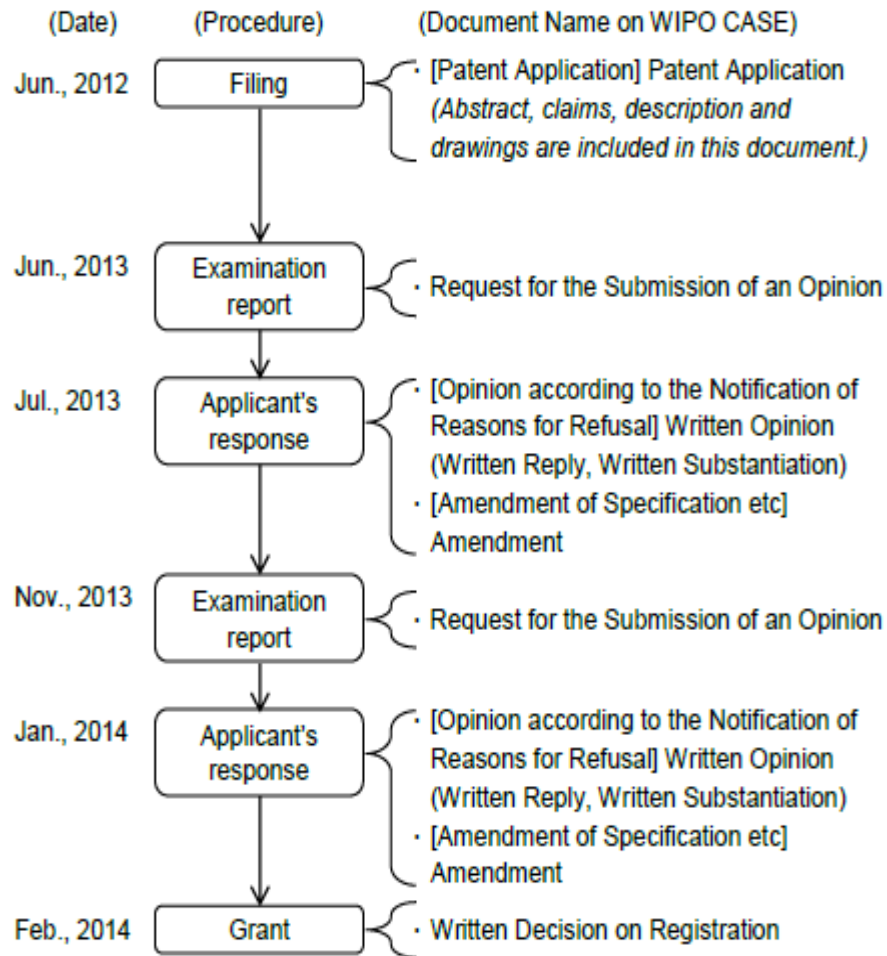 (Date) (Procedure) (Document Name on WIPO CASE)
Jun., 2012 Filing · [Patent Application] Patent Application
(Abstract, claims, description and
drawings are included in this document.)
Jun., 2013 Examination
report · Request for the Submission of an Opinion
Jul., 2013 Applicant's
response · [Opinion according to the Notification of
Reasons for Refusal] Written Opinion
(Written Reply, Written Substantiation)
· [Amendment of Specification etc]
Amendment
Nov., 2013 Examination
report · Request for the Submission of an Opinion
Jan., 2014 Applicant's
response · [Opinion according to the Notification of
Reasons for Refusal] Written Opinion
(Written Reply, Written Substantiation)
· [Amendment of Specification etc]
Amendment
Feb., 2014 Grant · Written Decision on Registration